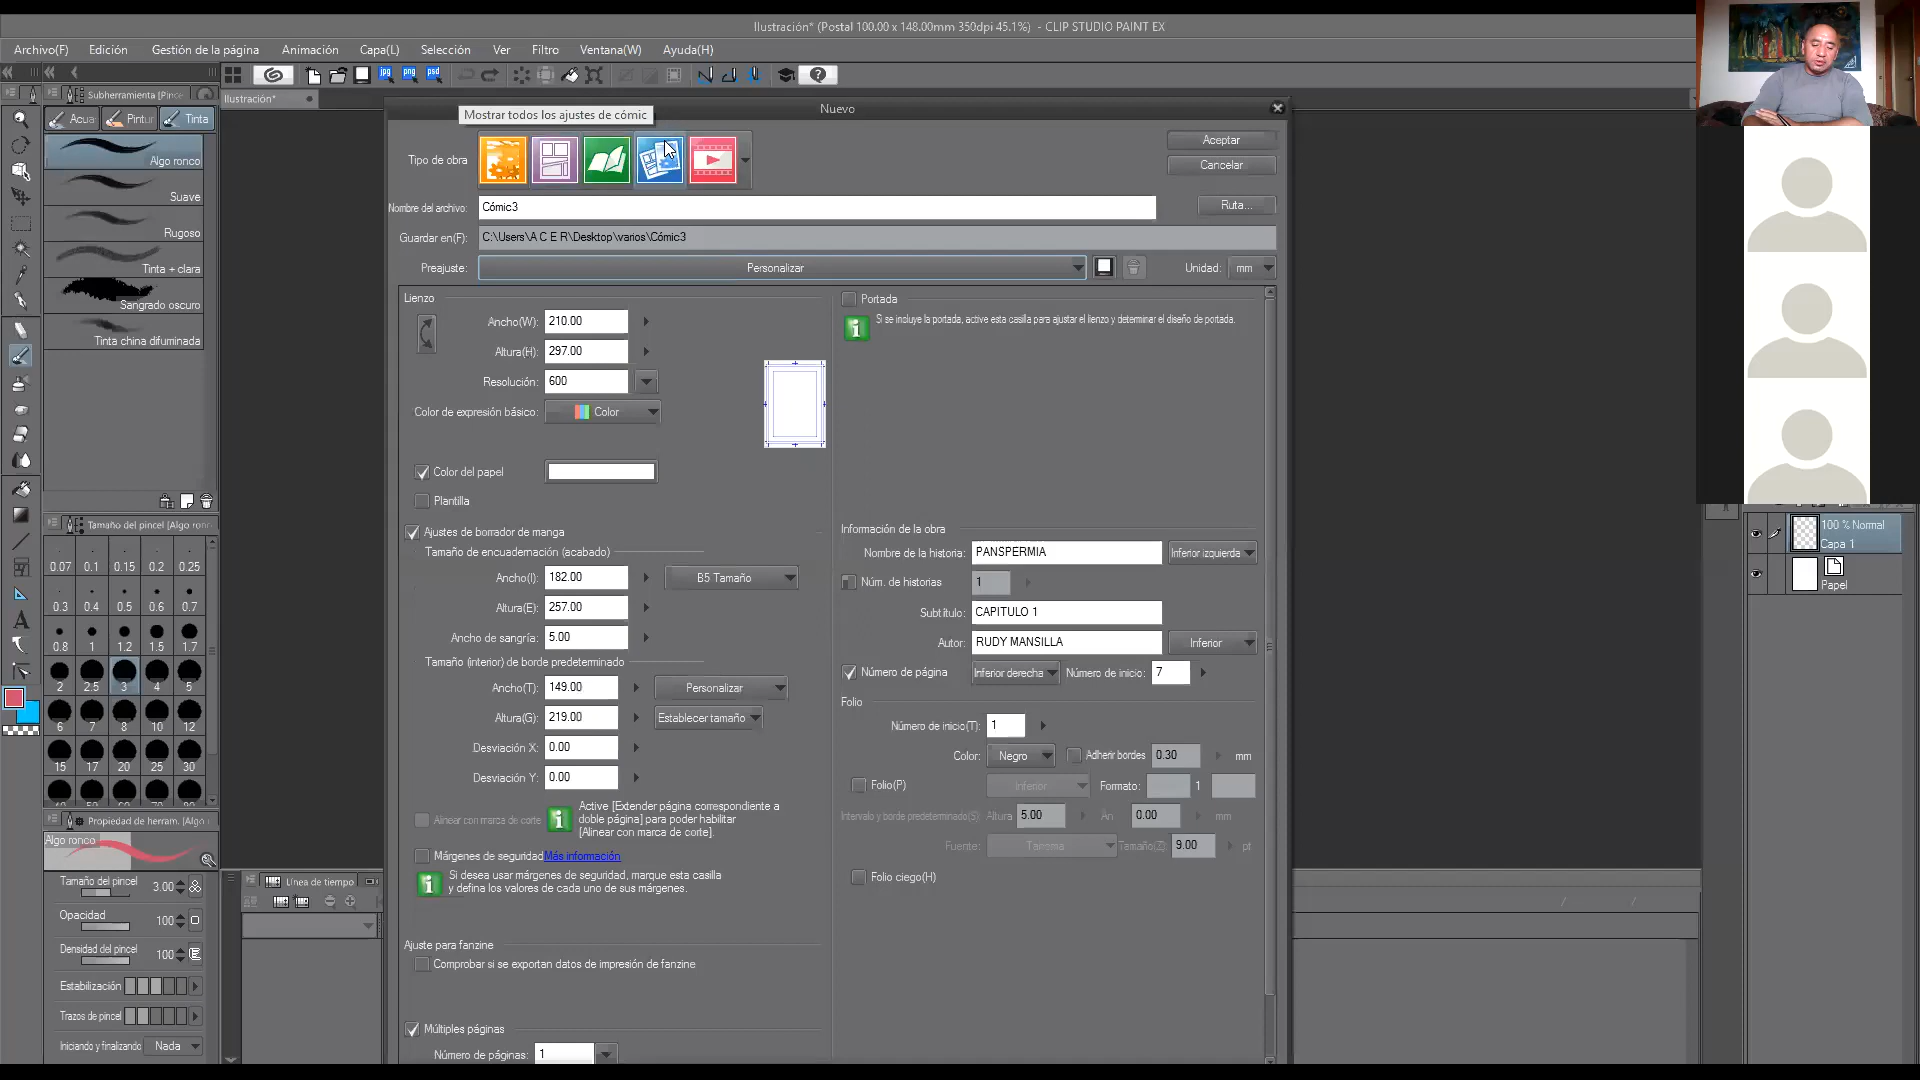 Ilustración* (Postal 100.00 x 148.00mm 350dpi 45.1%) - CLIP STUDIO PAINT EX
Archivo(F) Edición Gestión de la página Animación Capa(L) Selección Ver Filtro Ventana(W) Ayuda(H)
jpg png psd
Subherramienta [Pince
Ilustración*
Acua Pintur Tinta
Algo ronco
Suave
Rugoso
Tinta + clara
Sangrado oscuro
Tinta china difuminada
Tamaño del pincel [Algo ronc
0.07 0.1 0.15 0.2 0.25
0.3 0.4 0.5 0.6 0.7
0.8 1 1.2 1.5 1.7
2 2.5 3 4 5
6 7 8 10 12
15 17 20 25 30
Propiedad de herram. [Algo r
Algo ronco
Tamaño del pincel 3.00
Opacidad 100
Densidad del pincel 100
Estabilización
Trazos de pincel
Iniciando y finalizando Nada
Línea de tiempo
Nuevo
Mostrar todos los ajustes de cómic
Tipo de obra
Aceptar
Cancelar
Nombre del archivo: Cómic3 Ruta...
Guardar en(F): C:\Users\A C E R\Desktop\varios\Cómic3
Preajuste: Personalizar Unidad: mm
Lienzo
Ancho(W): 210.00
Altura(H): 297.00
Resolución: 600
Color de expresión básico: Color
Color del papel
Plantilla
Ajustes de borrador de manga
Tamaño de encuadernación (acabado)
Ancho(I): 182.00 B5 Tamaño
Altura(E): 257.00
Ancho de sangría: 5.00
Tamaño (interior) de borde predeterminado
Ancho(T): 149.00 Personalizar
Altura(G): 219.00 Establecer tamaño
Desviación X: 0.00
Desviación Y: 0.00
Alinear con marca de corte
Active [Extender página correspondiente a
doble página] para poder habilitar
[Alinear con marca de corte].
Márgenes de seguridad Más información
Si desea usar márgenes de seguridad, marque esta casilla
y defina los valores de cada uno de sus márgenes.
Ajuste para fanzine
Comprobar si se exportan datos de impresión de fanzine
Múltiples páginas
Número de páginas: 1
Portada
Si se incluye la portada, active esta casilla para ajustar el lienzo y determinar el diseño de portada.
Información de la obra
Nombre de la historia: PANSPERMIA Inferior izquierda
Núm. de historias 1
Subtítulo: CAPITULO 1
Autor: RUDY MANSILLA Inferior
Número de página Inferior derecha Número de inicio: 7
Folio
Número de inicio(T): 1
Color: Negro Adherir bordes 0.30 mm
Folio(P) Inferior Formato: 1
Intervalo y borde predeterminado(S): Altura 5.00 An 0.00 mm
Fuente: Tahoma Tamaño(Z): 9.00 pt
Folio ciego(H)
100 % Normal
Capa 1
Papel